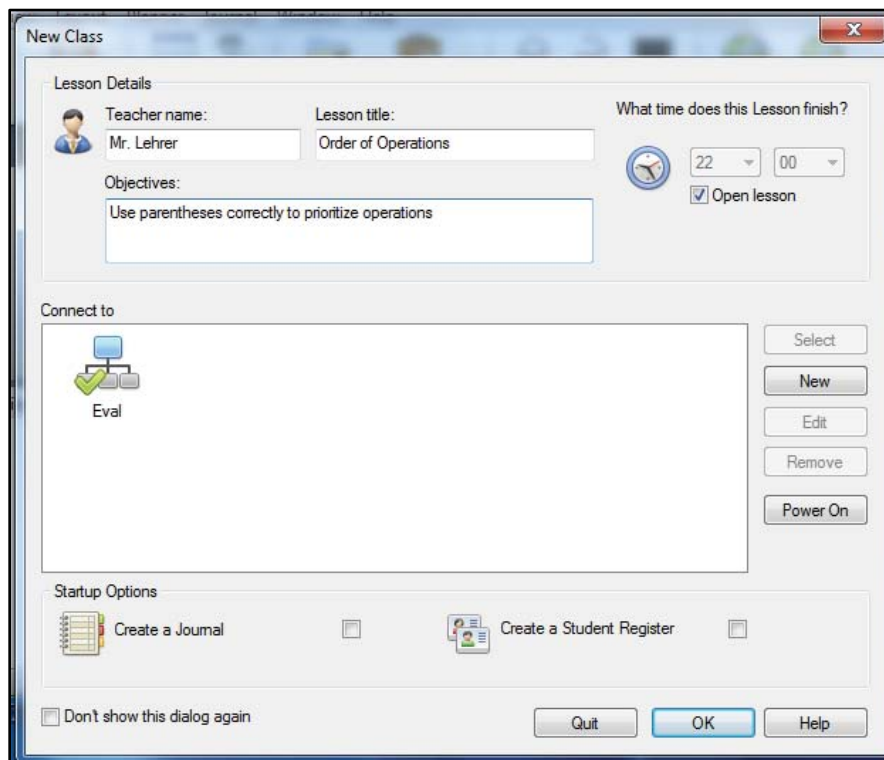 New Class
X
Lesson Details
Teacher name:
Lesson title:
What time does this Lesson finish?
Mr. Lehrer
Order of Operations
22
00
Open lesson
Objectives:
Use parentheses correctly to prioritize operations
Connect to
Eval
Select
New
Edit
Remove
Power On
Startup Options
Create a Journal
Create a Student Register
Don't show this dialog again
Quit
OK
Help